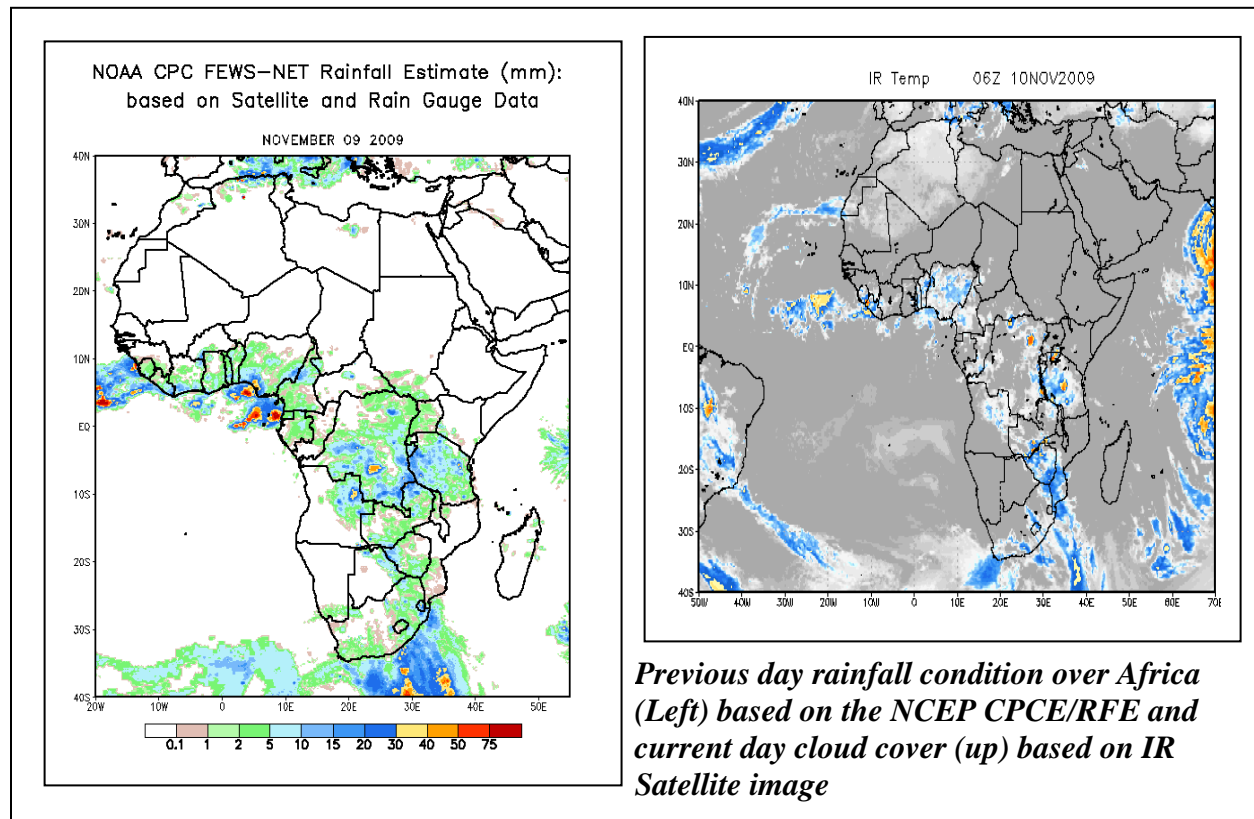 NOAA CPC FEWS-NET Rainfall Estimate (mm):
based on Satellite and Rain Gauge Data
NOVEMBER 09 2009
40N
30N
20N
10N
EQ
10S
20S
30S
40S
20W 10W 0 10E 20E 30E 40E 50E
0.1 1 2 5 10 15 20 30 40 50 75
IR Temp 06Z 10NOV2009
40N
30N
20N
10N
EQ
10S
20S
30S
40S
50W 40W 30W 20W 10W 0 10E 20E 30E 40E 50E 60E 70E
Previous day rainfall condition over Africa
(Left) based on the NCEP CPCE/RFE and
current day cloud cover (up) based on IR
Satellite image